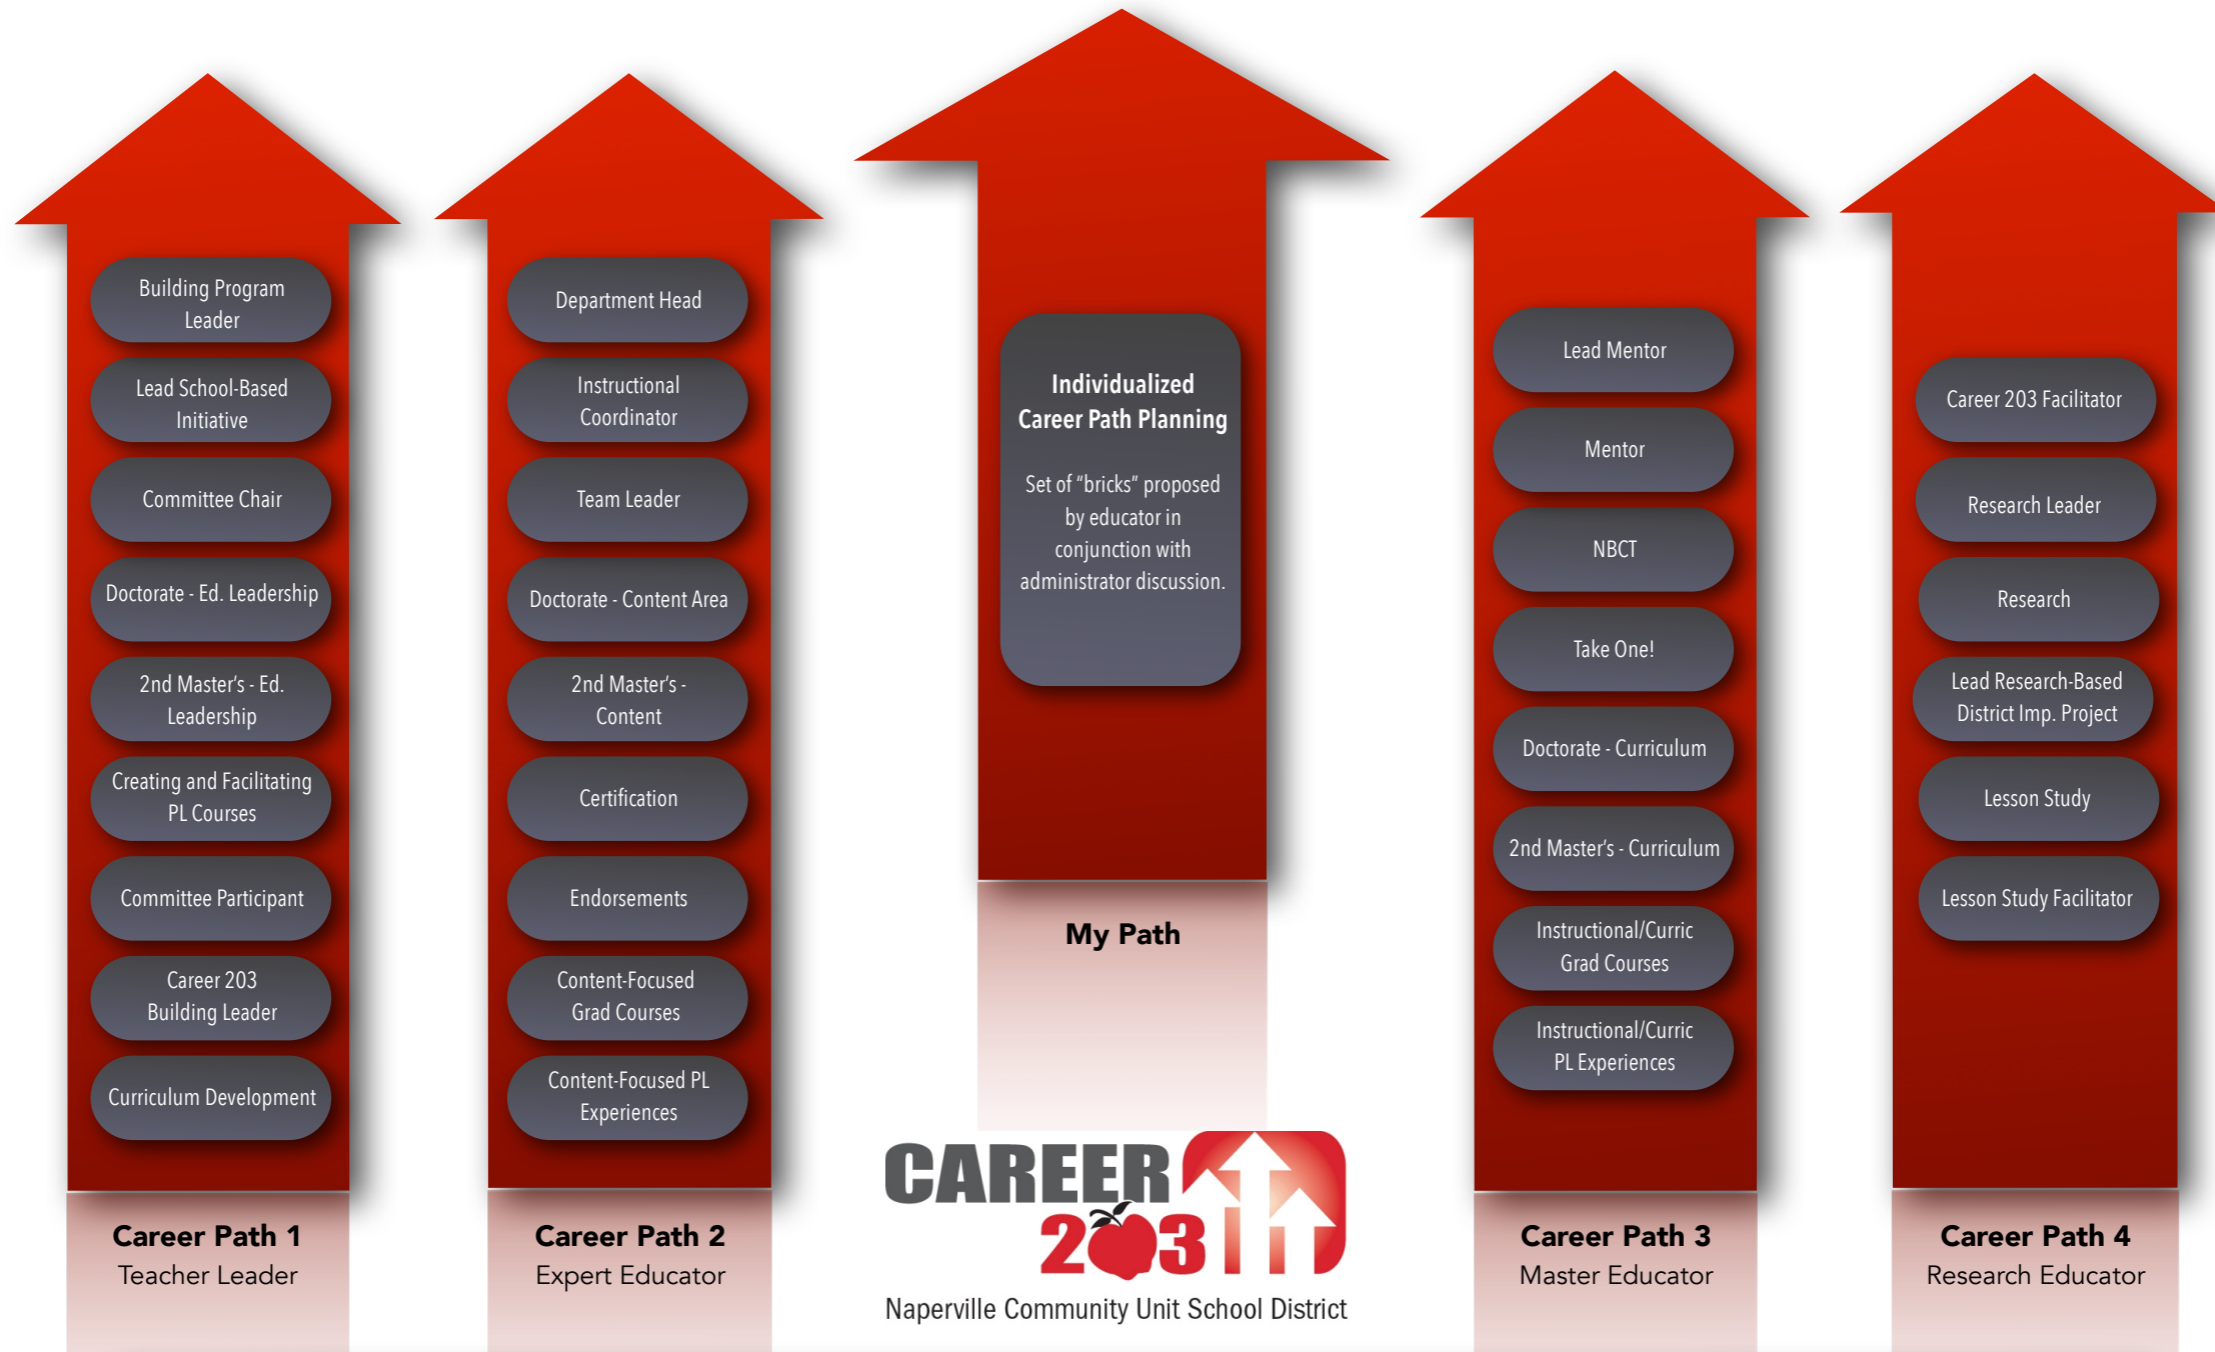 Building Program
Leader
Lead School-Based
Initiative
Committee Chair
Doctorate - Ed. Leadership
2nd Master's - Ed.
Leadership
Creating and Facilitating
PL Courses
Committee Participant
Career 203
Building Leader
Curriculum Development
Career Path 1
Teacher Leader
Department Head
Instructional
Coordinator
Team Leader
Doctorate - Content Area
2nd Master's -
Content
Certification
Endorsements
Content-Focused
Grad Courses
Content-Focused PL
Experiences
Career Path 2
Expert Educator
Individualized
Career Path Planning
Set of "bricks" proposed
by educator in
conjunction with
administrator discussion.
My Path
CAREER
203
Naperville Community Unit School District
Lead Mentor
Mentor
NBCT
Take One!
Doctorate - Curriculum
2nd Master's - Curriculum
Instructional/Curric
Grad Courses
Instructional/Curric
PL Experiences
Career Path 3
Master Educator
Career 203 Facilitator
Research Leader
Research
Lead Research-Based
District Imp. Project
Lesson Study
Lesson Study Facilitator
Career Path 4
Research Educator